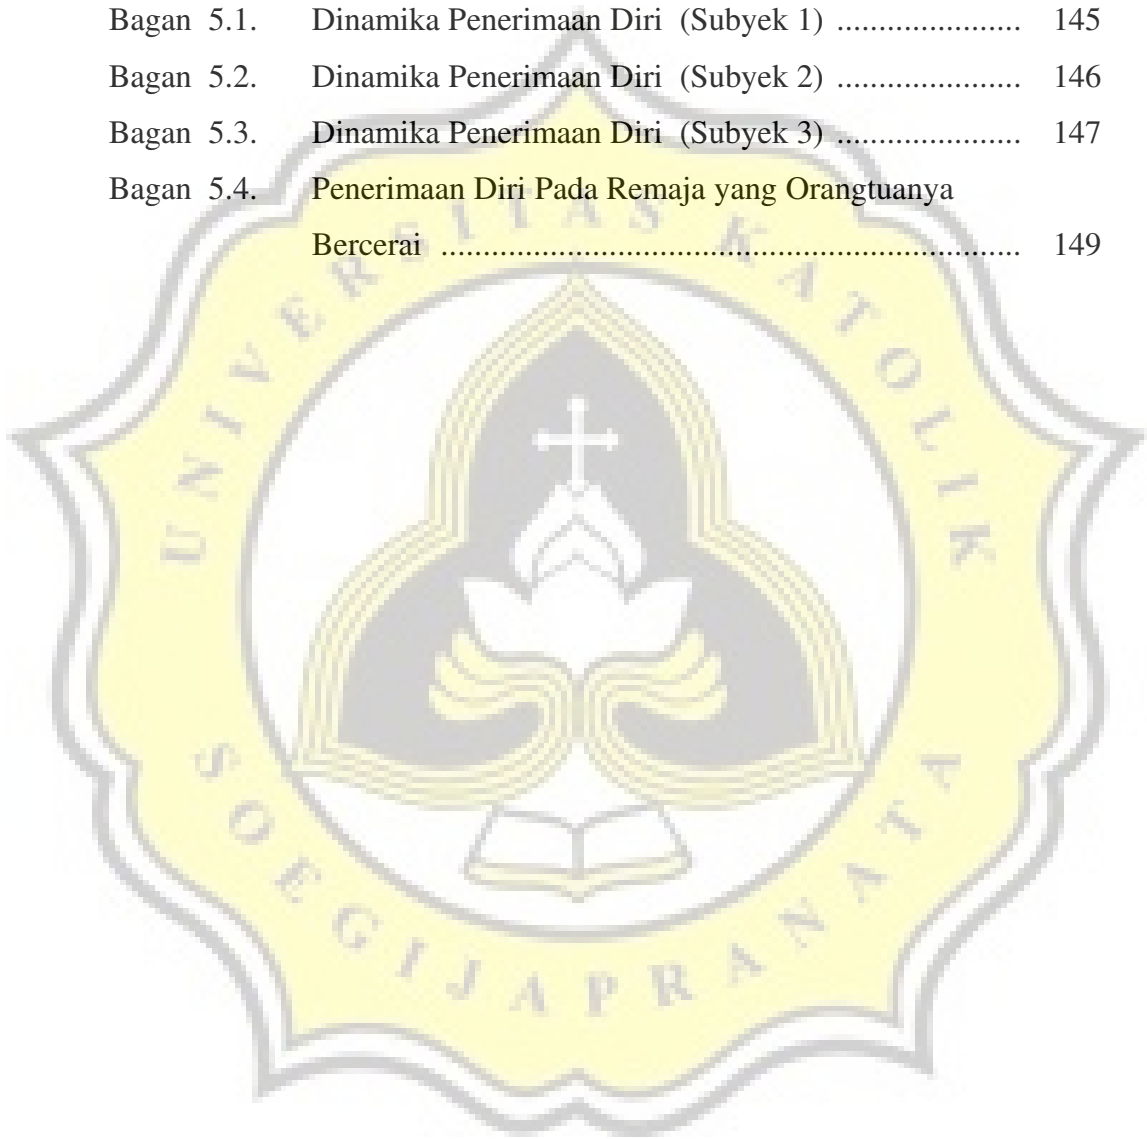 Bagan 5.1. Dinamika Penerimaan Diri (Subyek 1) ...................... 145
Bagan 5.2. Dinamika Penerimaan Diri (Subyek 2) ...................... 146
Bagan 5.3. Dinamika Penerimaan Diri (Subyek 3) ...................... 147
Bagan 5.4. Penerimaan Diri Pada Remaja yang Orangtuanya
Bercerai ...................................................................... 149
UNIVERSITAS KATOLIK
SOEGIJAPRANATA